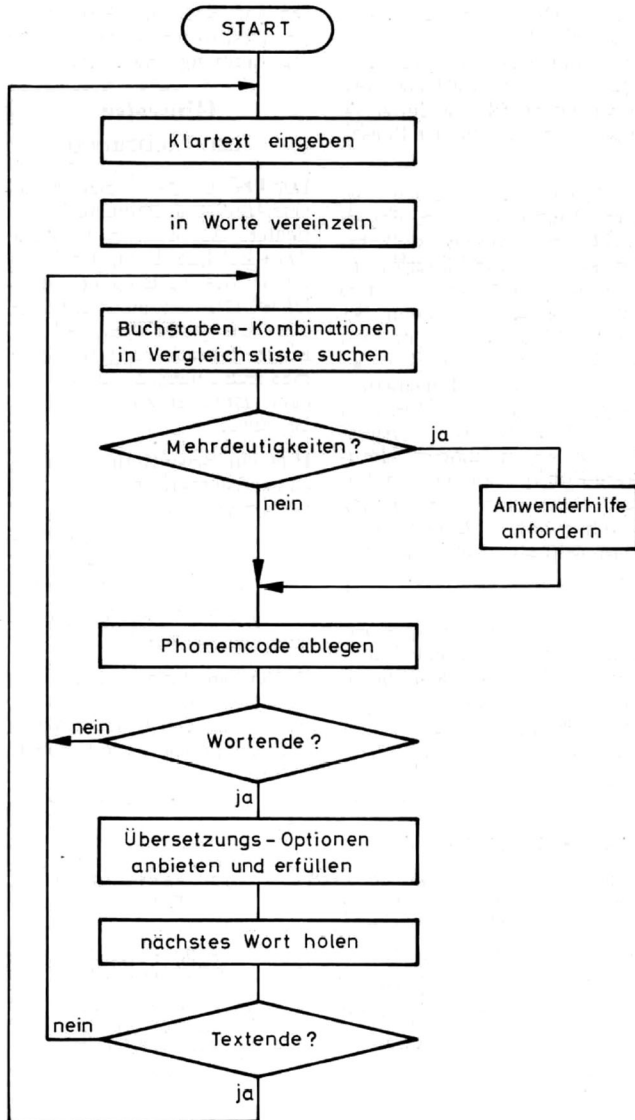 START
Klartext eingeben
in Worte vereinzeln
Buchstaben-Kombinationen
in Vergleichsliste suchen
Mehrdeutigkeiten?
ja
nein
Anwenderhilfe
anfordern
Phonemcode ablegen
nein
Wortende?
ja
Übersetzungs-Optionen
anbieten und erfüllen
nächstes Wort holen
nein
Textende?
ja